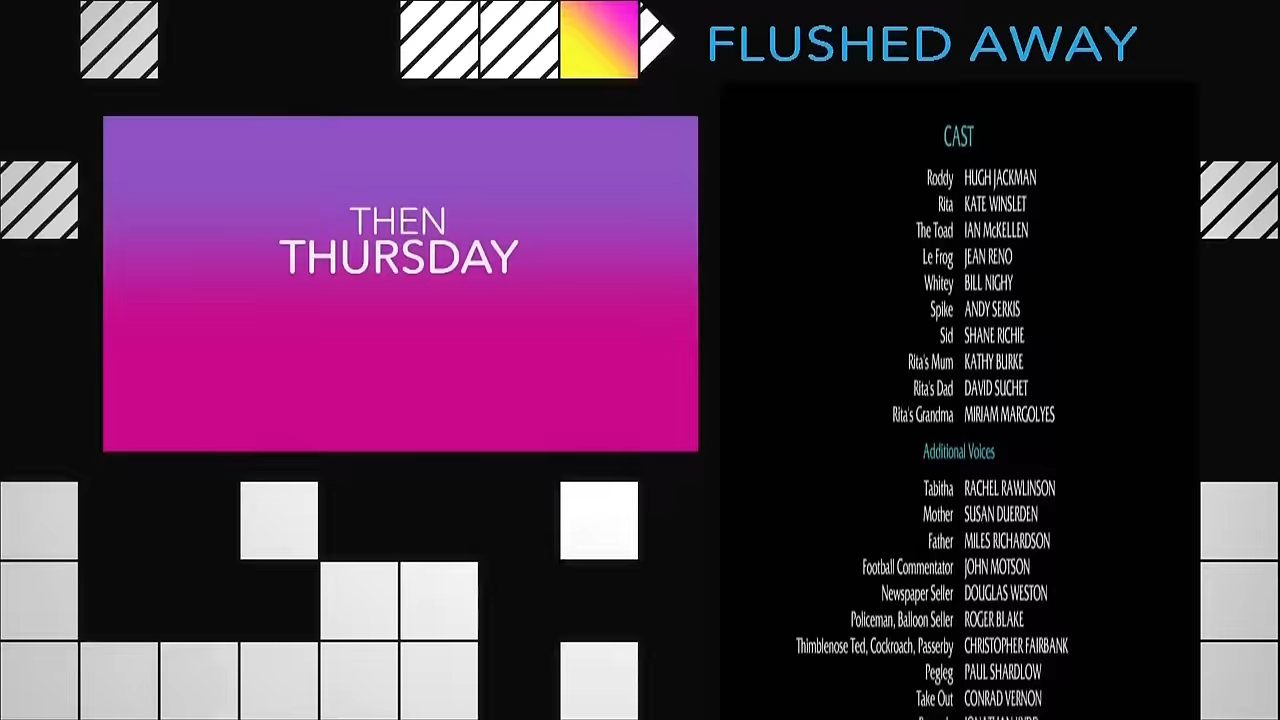 FLUSHED AWAY
THEN
THURSDAY
CAST
Roddy HUGH JACKMAN
Rita KATE WINSLET
The Toad IAN McKELLEN
Le Frog JEAN RENO
Whitey BILL NIGHY
Spike ANDY SERKIS
Sid SHANE RICHIE
Rita's Mum KATHY BURKE
Rita's Dad DAVID SUCHET
Rita's Grandma MIRIAM MARGOLYES
Additional Voices
Tabitha RACHEL RAWLINSON
Mother SUSAN DUERDEN
Father MILES RICHARDSON
Football Commentator JOHN MOTSON
Newspaper Seller DOUGLAS WESTON
Policeman, Balloon Seller ROGER BLAKE
Thimblenose Ted, Cockroach, Passerby CHRISTOPHER FAIRBANK
Pegleg PAUL SHARDLOW
Take Out CONRAD VERNON